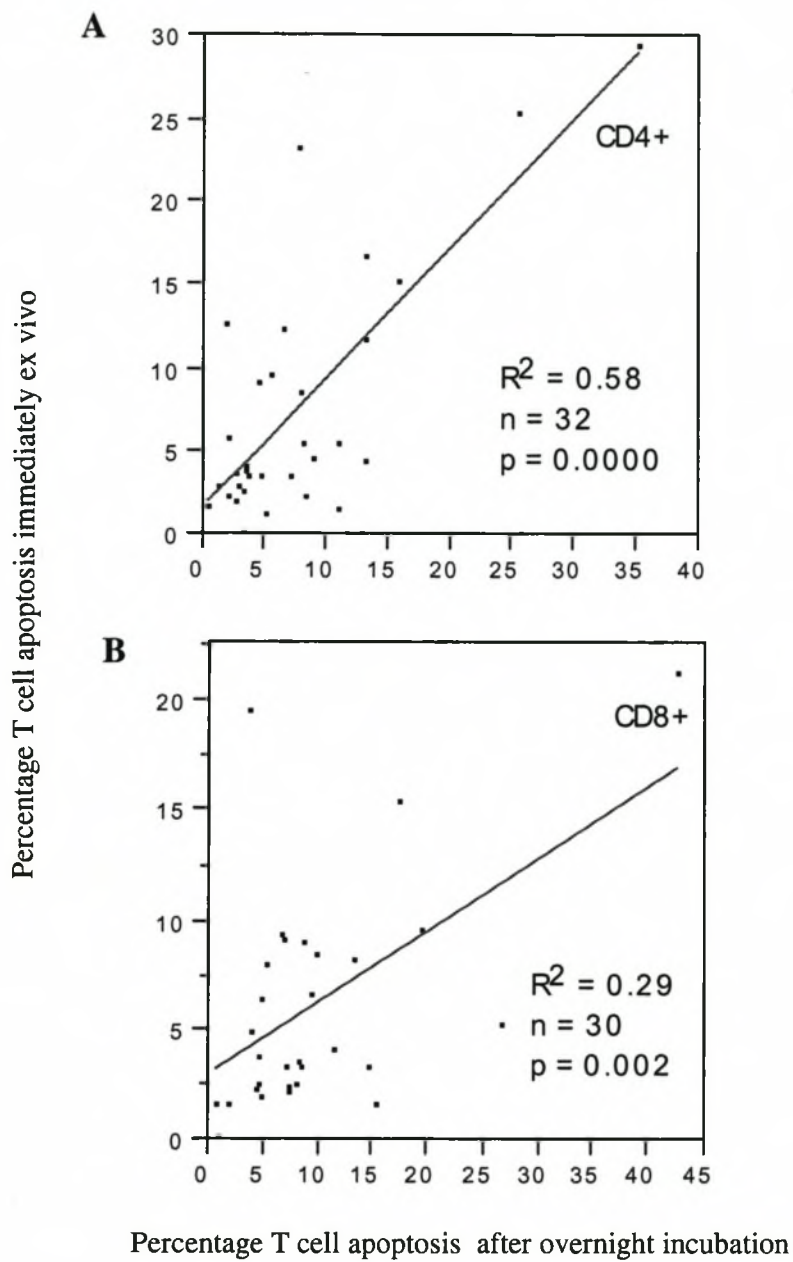 A
30
25
20
15
10
5
0
CD4+
R2 = 0.58
n = 32
p = 0.0000
0 5 10 15 20 25 30 35 40
Percentage T cell apoptosis immediately ex vivo
B
20
15
10
5
0
CD8+
R2 = 0.29
n = 30
p = 0.002
0 5 10 15 20 25 30 35 40 45
Percentage T cell apoptosis after overnight incubation